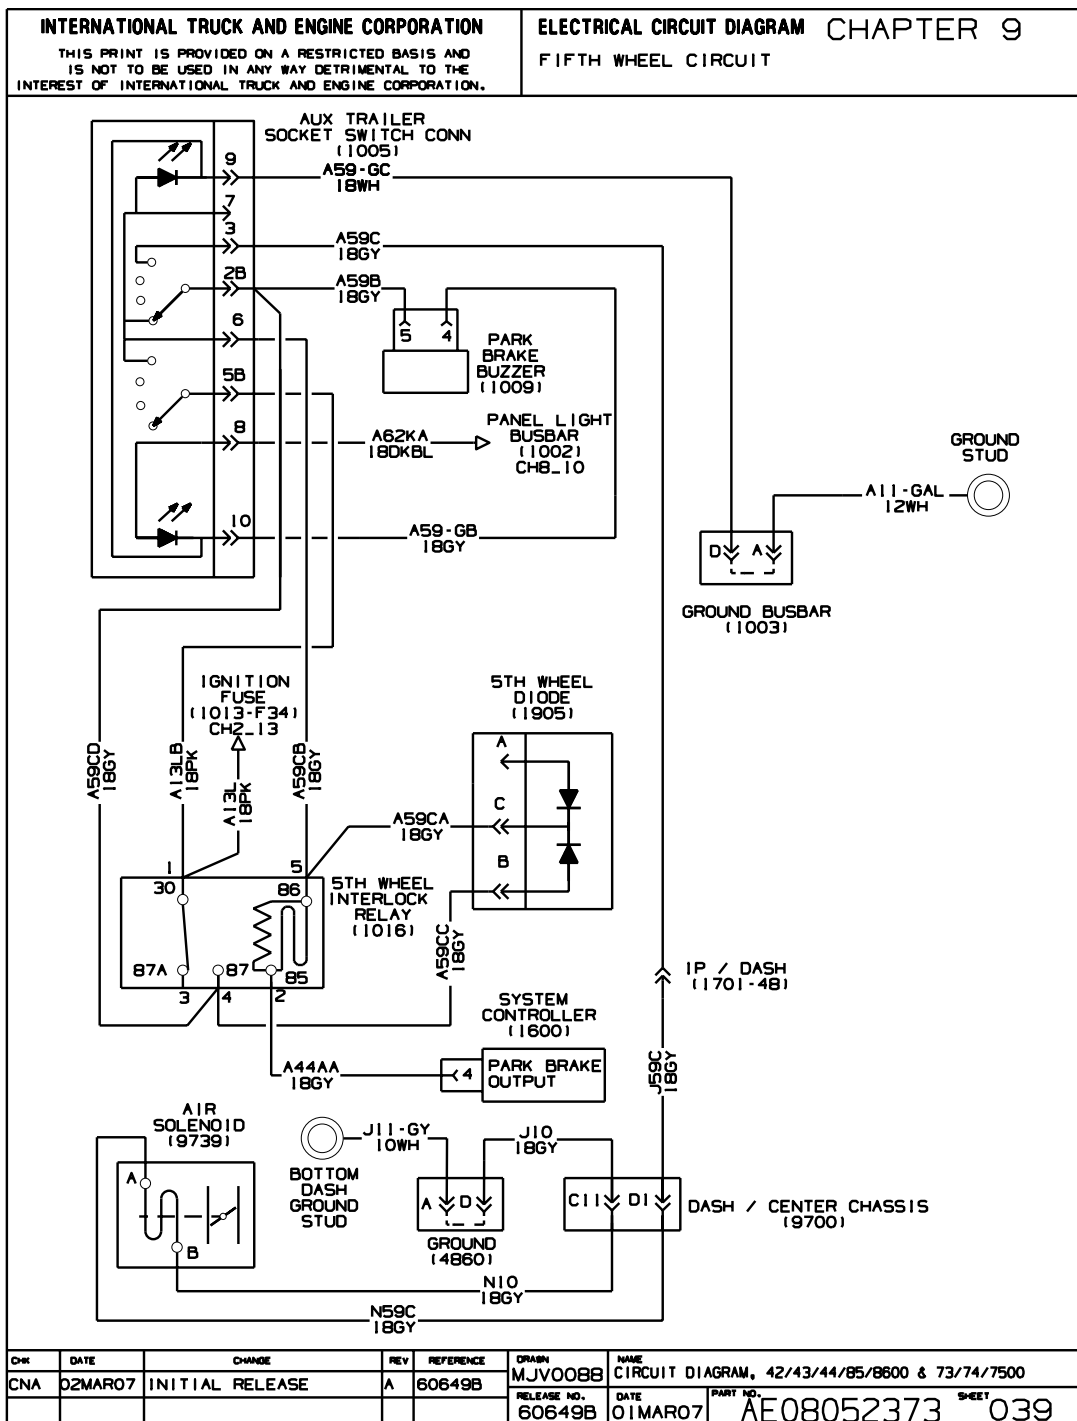 INTERNATIONAL TRUCK AND ENGINE CORPORATION
THIS PRINT IS PROVIDED ON A RESTRICTED BASIS AND
IS NOT TO BE USED IN ANY WAY DETRIMENTAL TO THE
INTEREST OF INTERNATIONAL TRUCK AND ENGINE CORPORATION.
ELECTRICAL CIRCUIT DIAGRAM CHAPTER 9
FIFTH WHEEL CIRCUIT
AUX TRAILER
SOCKET SWITCH CONN
(1005)
9
A59-GC
18WH
7
3
A59C
18GY
2B
A59B
18GY
6
5 4
PARK
BRAKE
BUZZER
(1009)
5B
8
A62KA
18DKBL
PANEL LIGHT
BUSBAR
(1002)
CH8_10
GROUND
STUD
A11-GAL
12WH
10
A59-GB
18GY
D A
GROUND BUSBAR
(1003)
IGNITION
FUSE
(1013-F34)
CH2_13
5TH WHEEL
DIODE
(1905)
A
C
B
A59CD
18GY
A13LB
18PK
A13L
18PK
A59CB
18GY
A59CA
18GY
1 5
30 86
5TH WHEEL
INTERLOCK
RELAY
(1016)
87A 87 85
3 4 2
A59CC
18GY
IP / DASH
(1701-48)
SYSTEM
CONTROLLER
(1600)
4 PARK BRAKE
OUTPUT
A44AA
18GY
J59C
18GY
AIR
SOLENOID
(9739)
A
B
J11-GY
10WH
J10
18GY
BOTTOM
DASH
GROUND
STUD
A D
GROUND
(4860)
C11 D1
DASH / CENTER CHASSIS
(9700)
N10
18GY
N59C
18GY
CHK DATE CHANGE REV REFERENCE
CNA 02MAR07 INITIAL RELEASE A 60649B
DRAWN
MJV0088
NAME
CIRCUIT DIAGRAM, 42/43/44/85/8600 & 73/74/7500
RELEASE NO.
60649B
DATE
01MAR07
PART NO.
AE08052373
SHEET
039